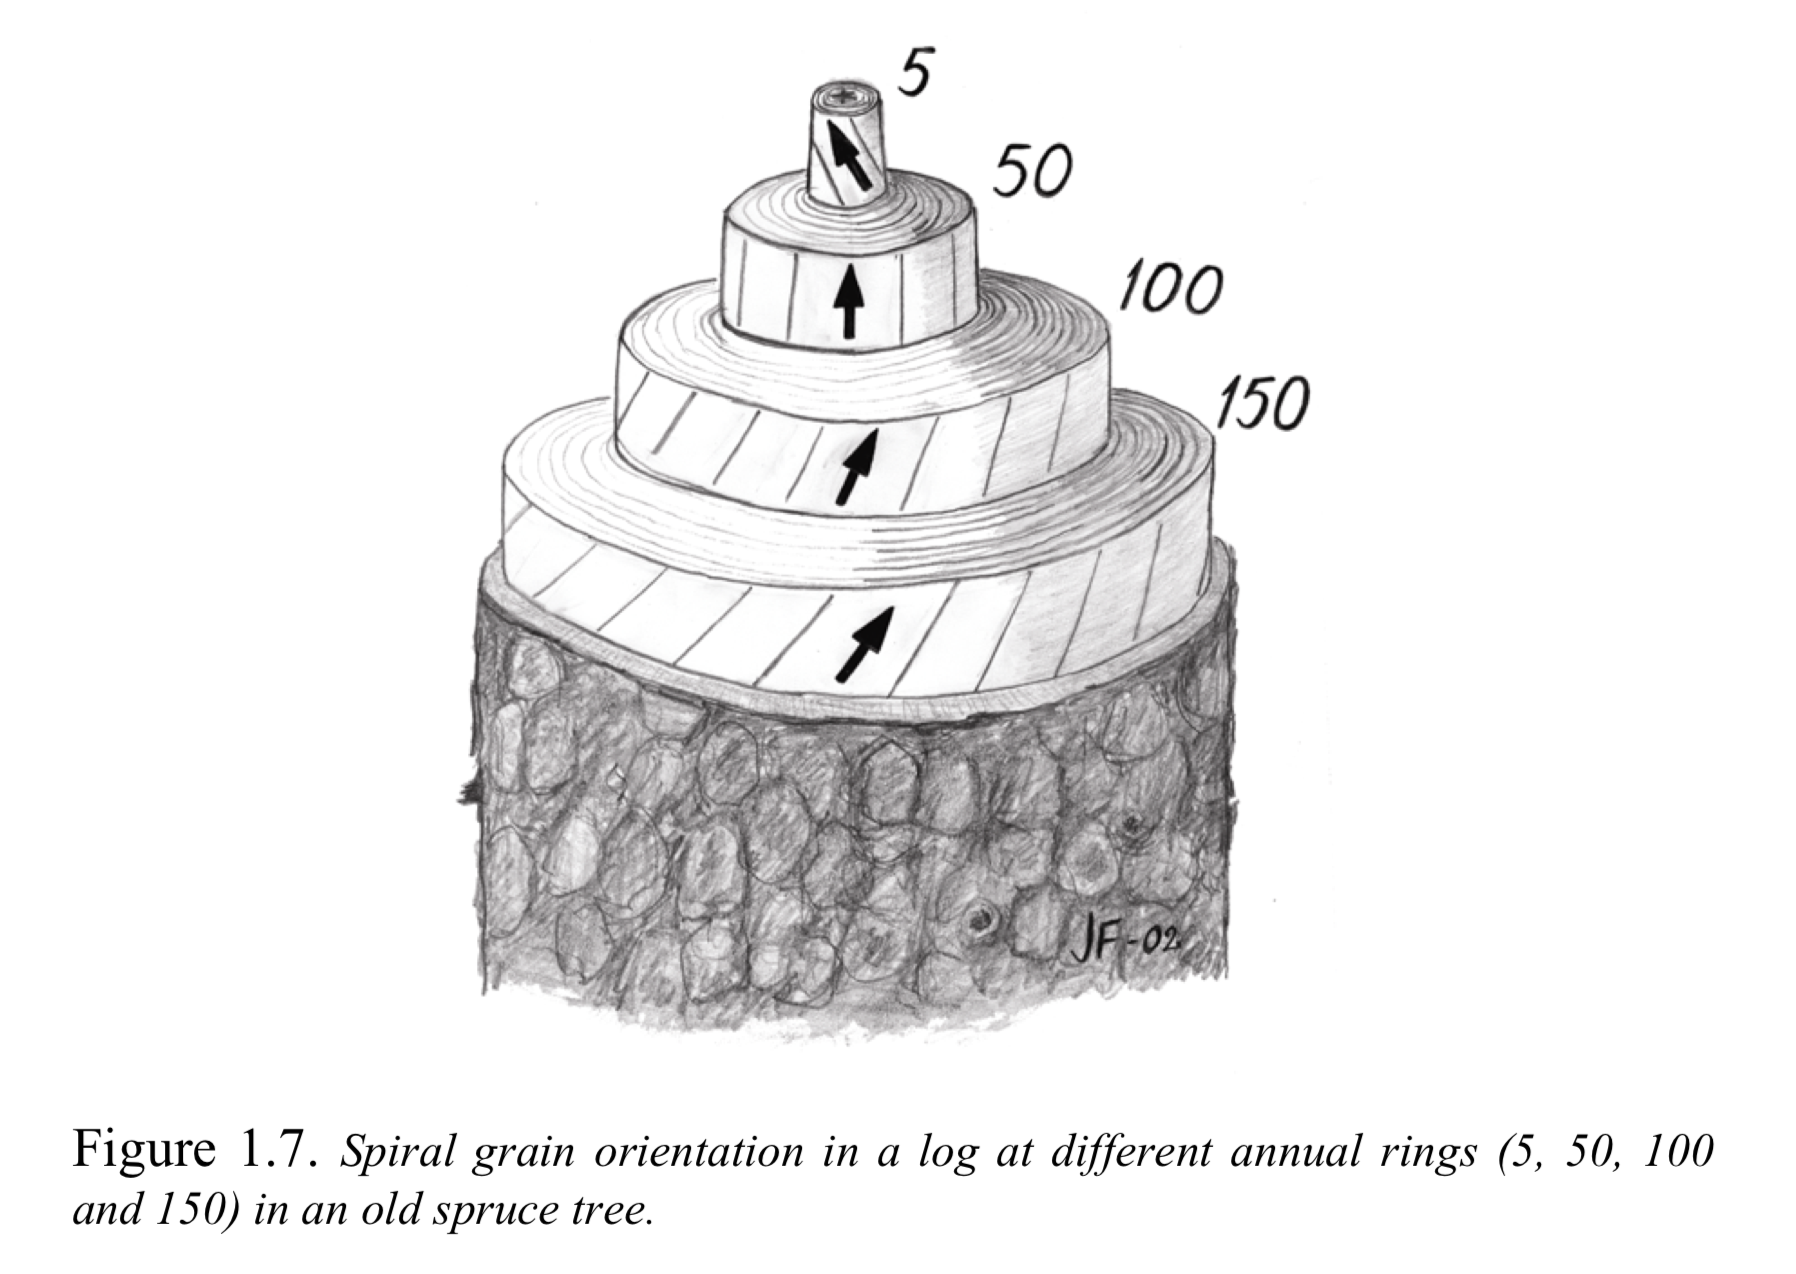 5
50
100
150
JF-02
Figure 1.7. Spiral grain orientation in a log at different annual rings (5, 50, 100
and 150) in an old spruce tree.